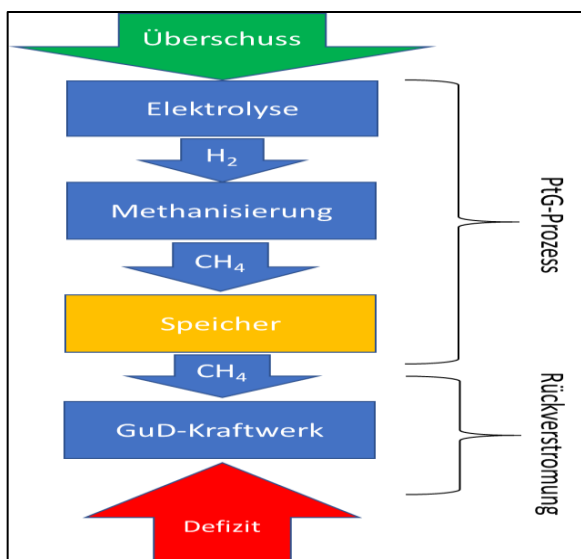 Überschuss
Elektrolyse
H₂
Methanisierung
CH₄
Speicher
CH₄
GuD-Kraftwerk
Defizit
PtG-Prozess
Rückverstromung